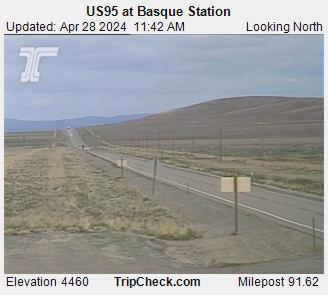 US95 at Basque Station
Updated: Apr 28 2024 11:42 AM Looking North
Elevation 4460 TripCheck.com Milepost 91.62